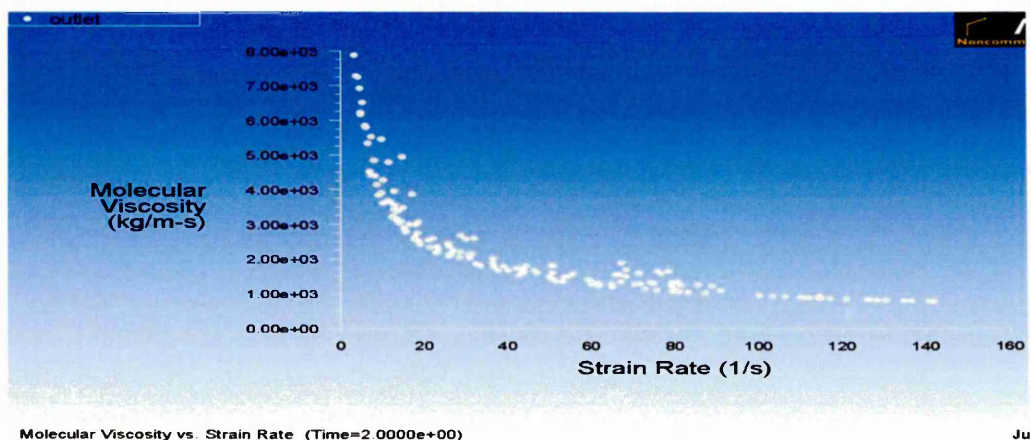 outlet
Noncomm
8.00e+03
7.00e+03
6.00e+03
5.00e+03
4.00e+03
3.00e+03
2.00e+03
1.00e+03
0.00e+00
Molecular
Viscosity
(kg/m-s)
0 20 40 60 80 100 120 140 160
Strain Rate (1/s)
Molecular Viscosity vs. Strain Rate (Time=2.0000e+00)
Ju